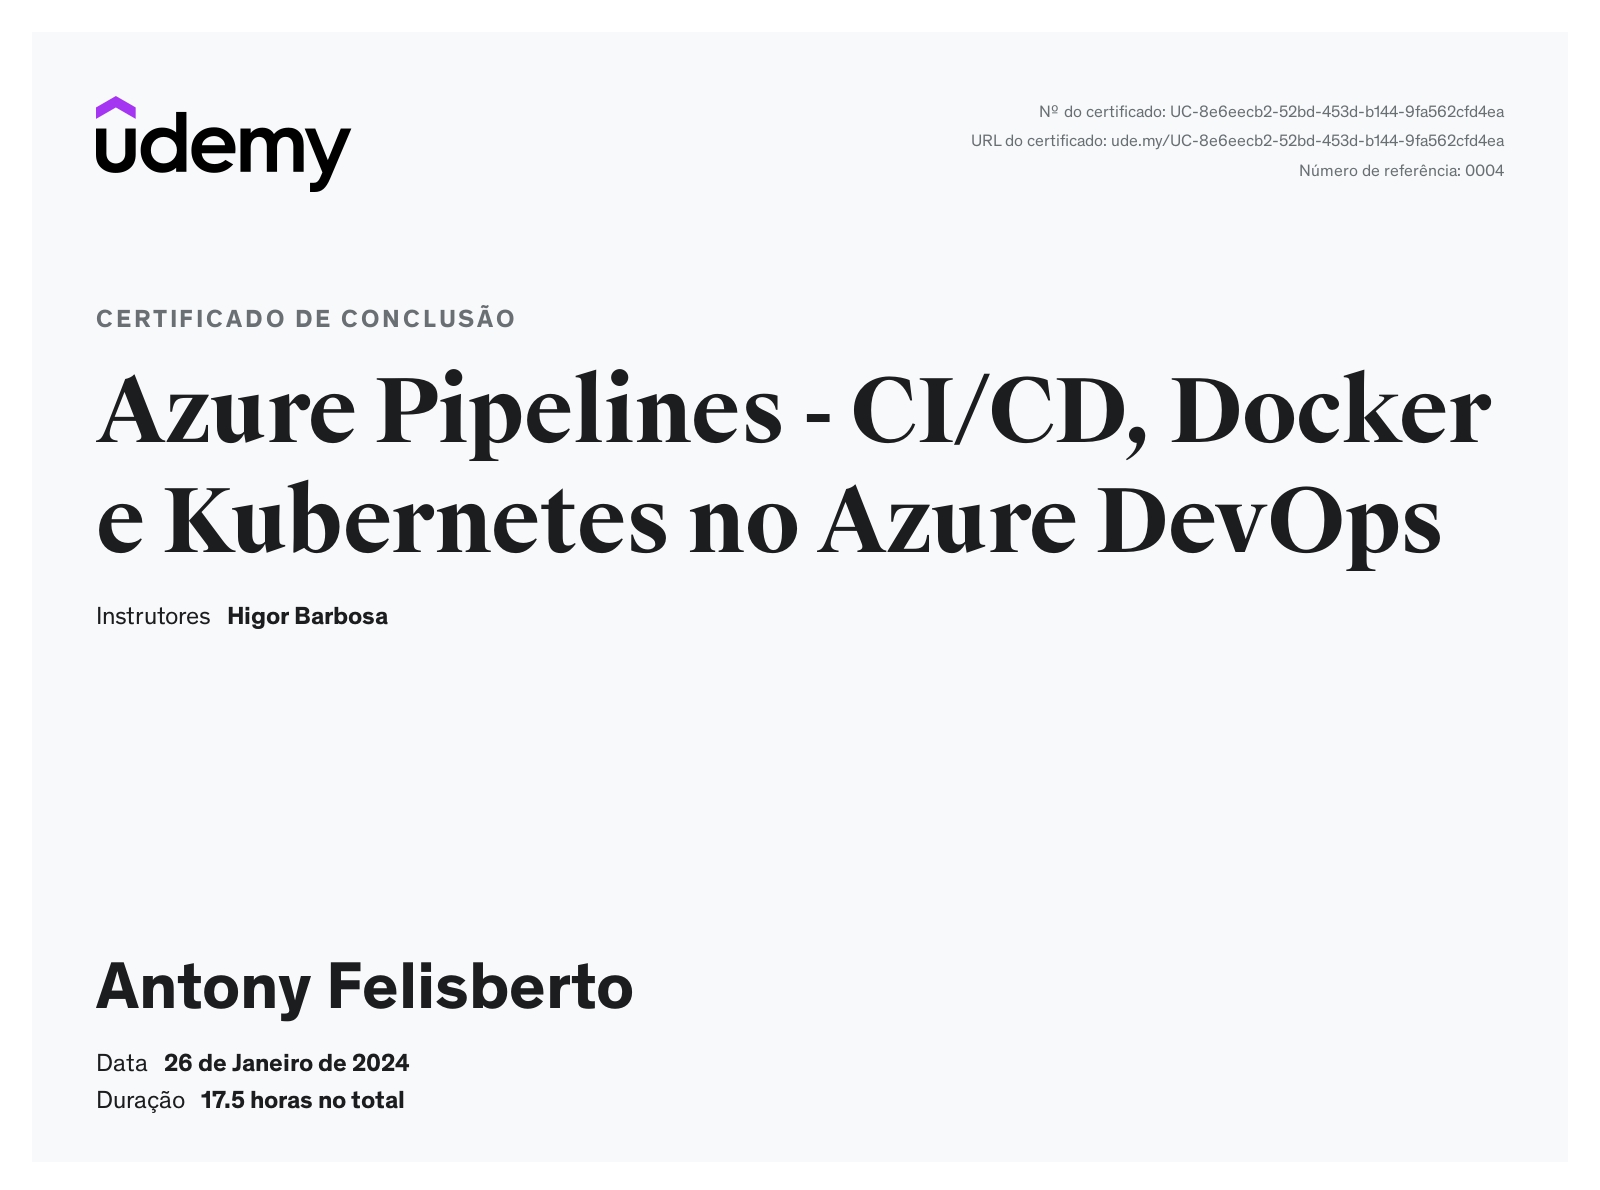 udemy
Nº do certificado: UC-8e6eecb2-52bd-453d-b144-9fa562cfd4ea
URL do certificado: ude.my/UC-8e6eecb2-52bd-453d-b144-9fa562cfd4ea
Número de referência: 0004
CERTIFICADO DE CONCLUSÃO
Azure Pipelines - CI/CD, Docker
e Kubernetes no Azure DevOps
Instrutores Higor Barbosa
Antony Felisberto
Data 26 de Janeiro de 2024
Duração 17.5 horas no total